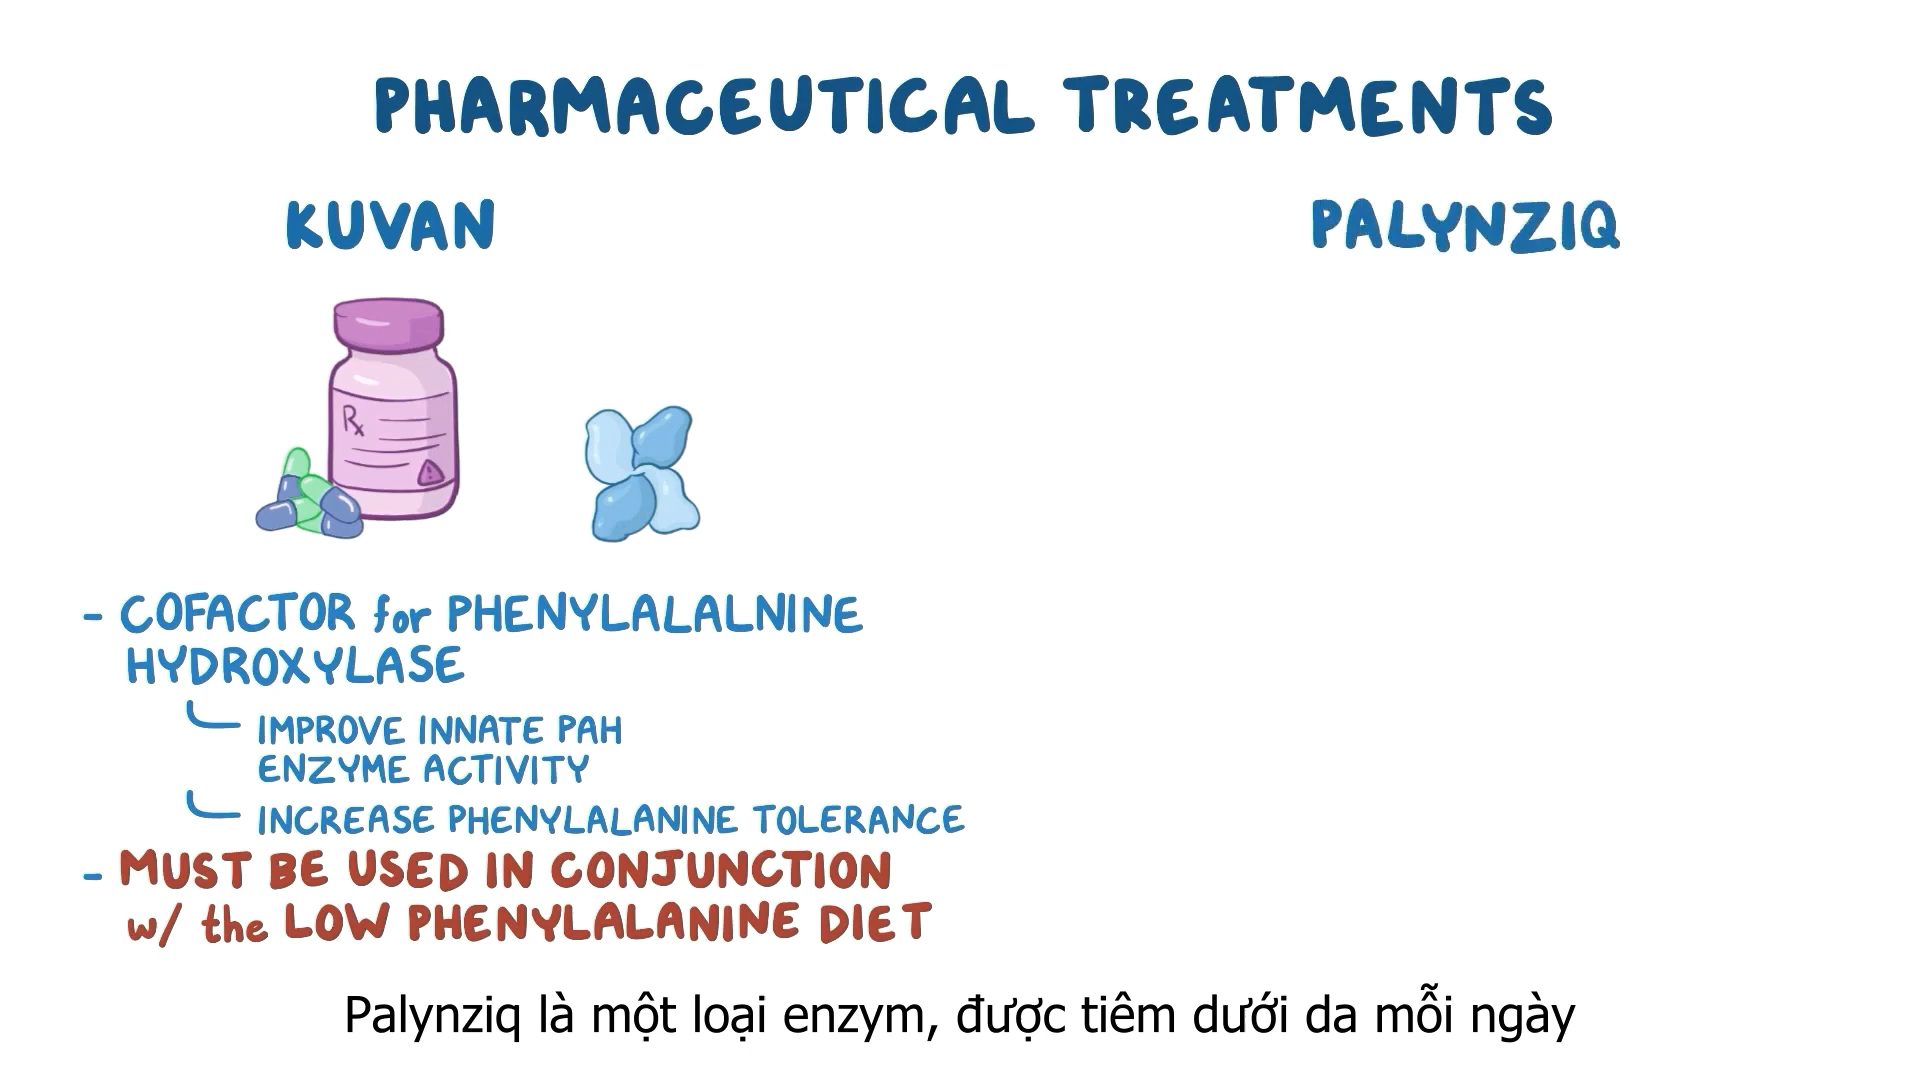 PHARMACEUTICAL TREATMENTS
KUVAN
PALYNZIQ
Rx
- COFACTOR for PHENYLALALNINE
HYDROXYLASE
IMPROVE INNATE PAH
ENZYME ACTIVITY
INCREASE PHENYLALANINE TOLERANCE
- MUST BE USED IN CONJUNCTION
w/ the LOW PHENYLALANINE DIET
Palynziq là một loại enzym, được tiêm dưới da mỗi ngày